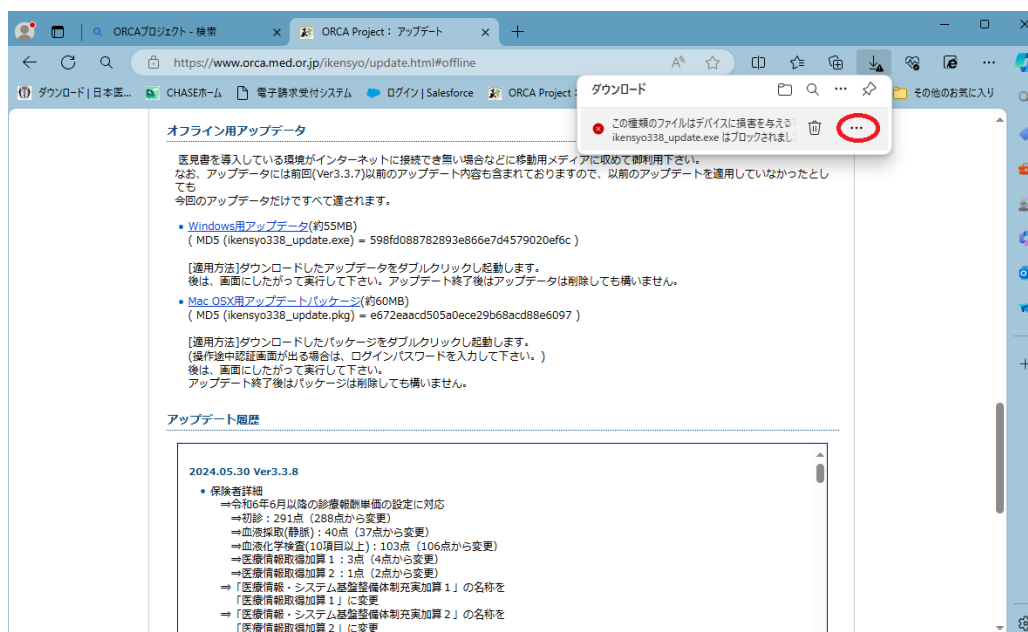 ORCAプロジェクト - 検索
ORCA Project： アップデート
https://www.orca.med.or.jp/ikensyo/update.html#offline
ダウンロード | 日本医...
CHASEホーム
電子請求受付システム
ログイン | Salesforce
ORCA Project：
その他のお気に入り
ダウンロード
この種類のファイルはデバイスに損害を与える
ikensyo338_update.exe はブロックされまし
オフライン用アップデータ
医見書を導入している環境がインターネットに接続でき無い場合などに移動用メディアに収めて御利用下さい。
なお、アップデータには前回(Ver3.3.7)以前のアップデート内容も含まれておりますので、以前のアップデートを適用していなかったとし
ても
今回のアップデータだけですべて適されます。
• Windows用アップデータ(約55MB)
( MD5 (ikensyo338_update.exe) = 598fd088782893e866e7d4579020ef6c )
[適用方法]ダウンロードしたアップデータをダブルクリックし起動します。
後は、画面にしたがって実行して下さい。アップデート終了後はアップデータは削除しても構いません。
• Mac OSX用アップデートパッケージ(約60MB)
( MD5 (ikensyo338_update.pkg) = e672eaacd505a0ece29b68acd88e6097 )
[適用方法]ダウンロードしたパッケージをダブルクリックし起動します。
(操作途中認証画面が出る場合は、ログインパスワードを入力して下さい。)
後は、画面にしたがって実行して下さい。
アップデート終了後はパッケージは削除しても構いません。
アップデート履歴
2024.05.30 Ver3.3.8
• 保険者詳細
⇒令和6年6月以降の診療報酬単価の設定に対応
⇒初診：291点（288点から変更）
⇒血液採取(静脈)：40点（37点から変更）
⇒血液化学検査(10項目以上)：103点（106点から変更）
⇒医療情報取得加算１：3点（4点から変更）
⇒医療情報取得加算２：1点（2点から変更）
⇒「医療情報・システム基盤整備体制充実加算１」の名称を
「医療情報取得加算１」に変更
⇒「医療情報・システム基盤整備体制充実加算２」の名称を
「医療情報取得加算２」に変更